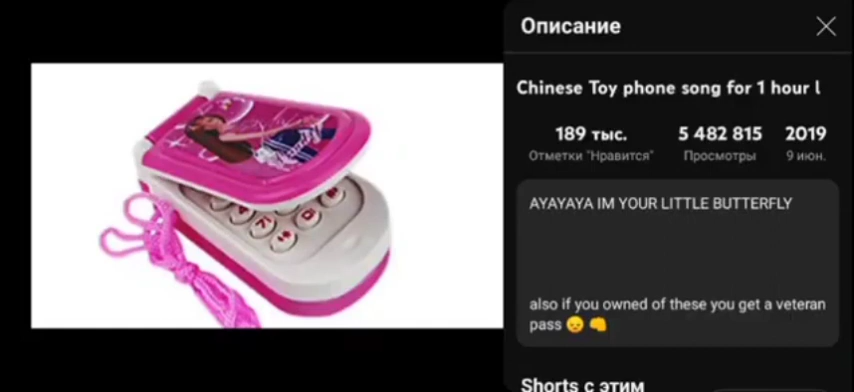 Описание
Chinese Toy phone song for 1 hour l
189 тыс. 5 482 815 2019
Отметки "Нравится" Просмотры 9 июн.
AYAYAYA IM YOUR LITTLE BUTTERFLY
also if you owned of these you get a veteran
pass 😠 👊
Shorts с этим